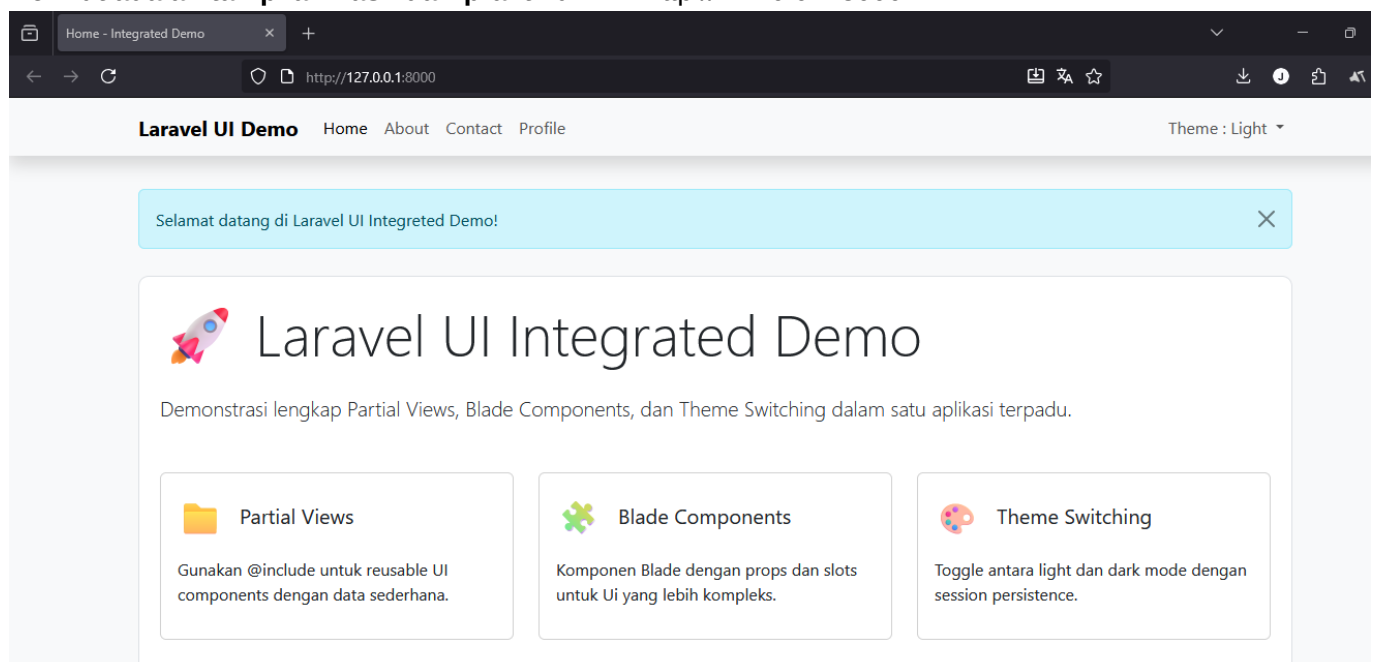 Home - Integrated Demo
http://127.0.0.1:8000
J
Laravel UI Demo Home About Contact Profile Theme : Light
Selamat datang di Laravel UI Integreted Demo!
Laravel UI Integrated Demo
Demonstrasi lengkap Partial Views, Blade Components, dan Theme Switching dalam satu aplikasi terpadu.
Partial Views
Gunakan @include untuk reusable UI
components dengan data sederhana.
Blade Components
Komponen Blade dengan props dan slots
untuk Ui yang lebih kompleks.
Theme Switching
Toggle antara light dan dark mode dengan
session persistence.